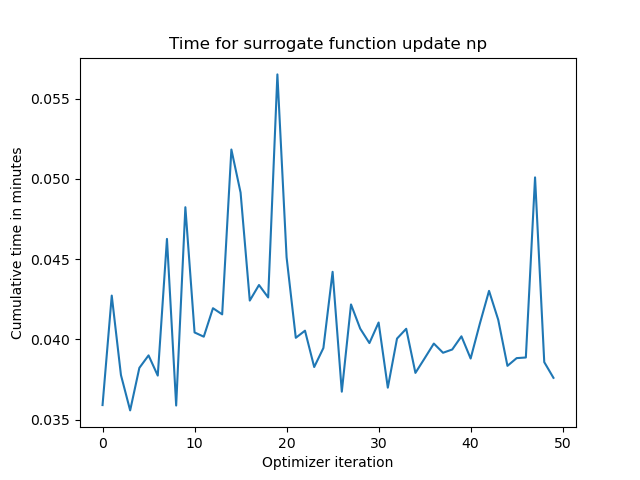 Time for surrogate function update np
Cumulative time in minutes
0.055
0.050
0.045
0.040
0.035
0 10 20 30 40 50
Optimizer iteration